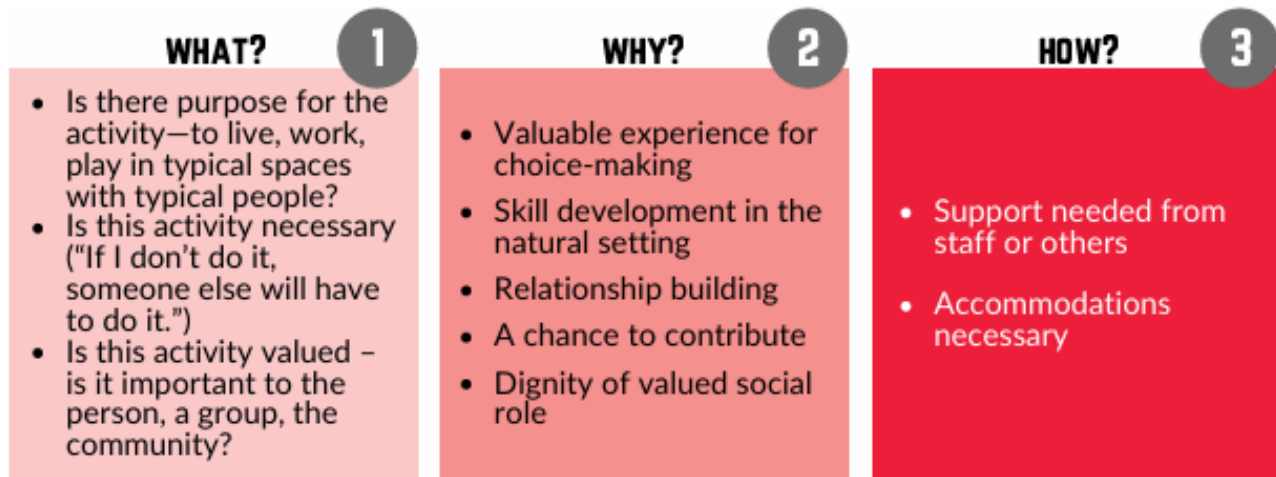 WHAT?
1
• Is there purpose for the
activity—to live, work,
play in typical spaces
with typical people?
• Is this activity necessary
(“If I don’t do it,
someone else will have
to do it.”)
• Is this activity valued –
is it important to the
person, a group, the
community?
WHY?
2
• Valuable experience for
choice-making
• Skill development in the
natural setting
• Relationship building
• A chance to contribute
• Dignity of valued social
role
HOW?
3
• Support needed from
staff or others
• Accommodations
necessary